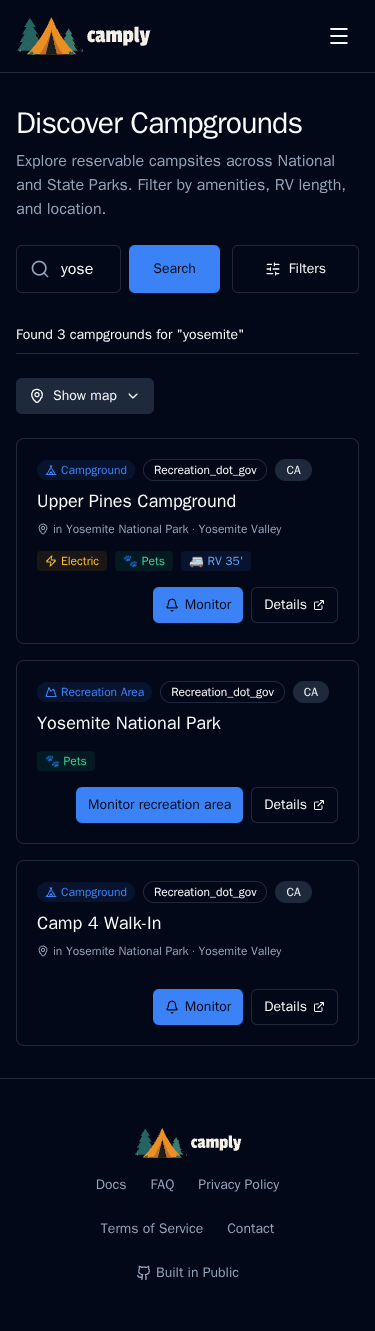 camply
Discover Campgrounds
Explore reservable campsites across National
and State Parks. Filter by amenities, RV length,
and location.
yose
Search
Filters
Found 3 campgrounds for "yosemite"
Show map
Campground
Recreation_dot_gov
CA
Upper Pines Campground
in Yosemite National Park · Yosemite Valley
Electric
Pets
RV 35'
Monitor
Details
Recreation Area
Recreation_dot_gov
CA
Yosemite National Park
Pets
Monitor recreation area
Details
Campground
Recreation_dot_gov
CA
Camp 4 Walk-In
in Yosemite National Park · Yosemite Valley
Monitor
Details
camply
Docs
FAQ
Privacy Policy
Terms of Service
Contact
Built in Public